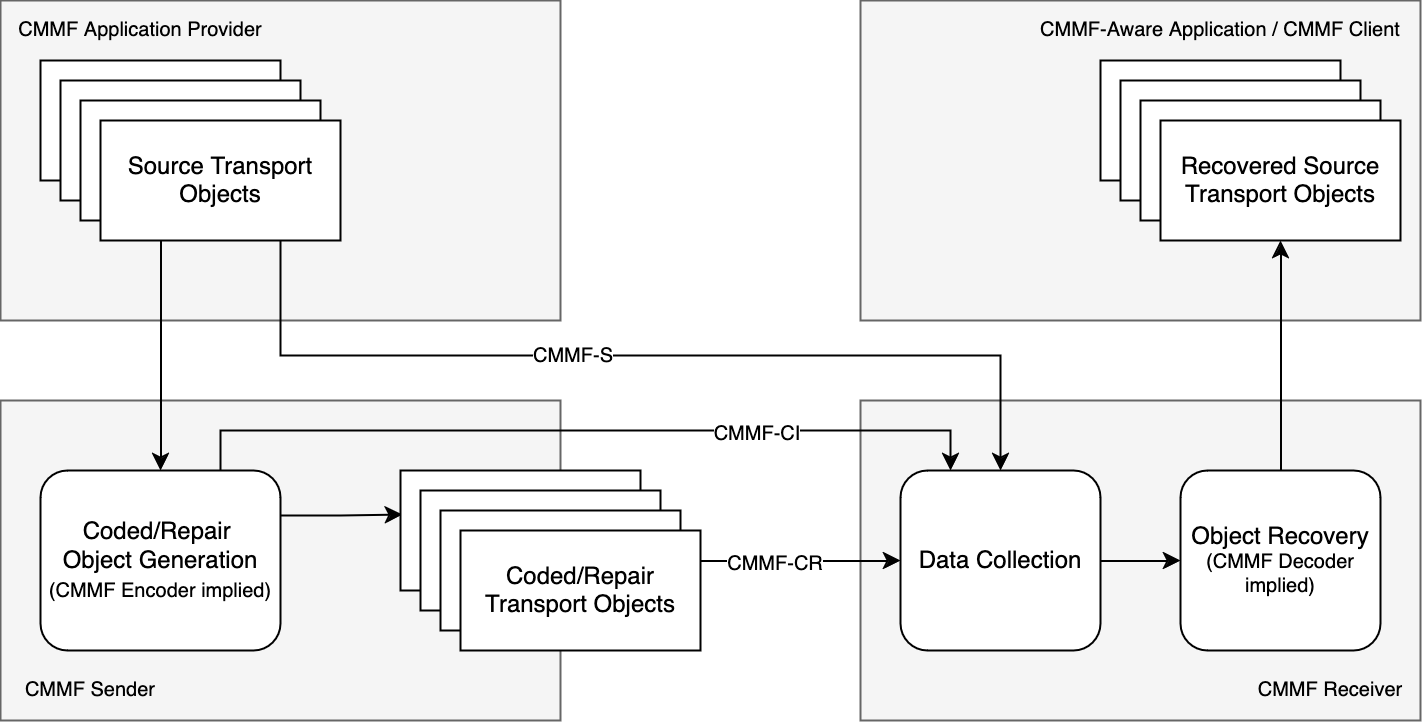 CMMF Application Provider
CMMF-Aware Application / CMMF Client
Source Transport
Objects
Recovered Source
Transport Objects
CMMF-S
CMMF-CI
Coded/Repair
Object Generation
(CMMF Encoder implied)
Coded/Repair
Transport Objects
CMMF-CR
Data Collection
Object Recovery
(CMMF Decoder
implied)
CMMF Sender
CMMF Receiver